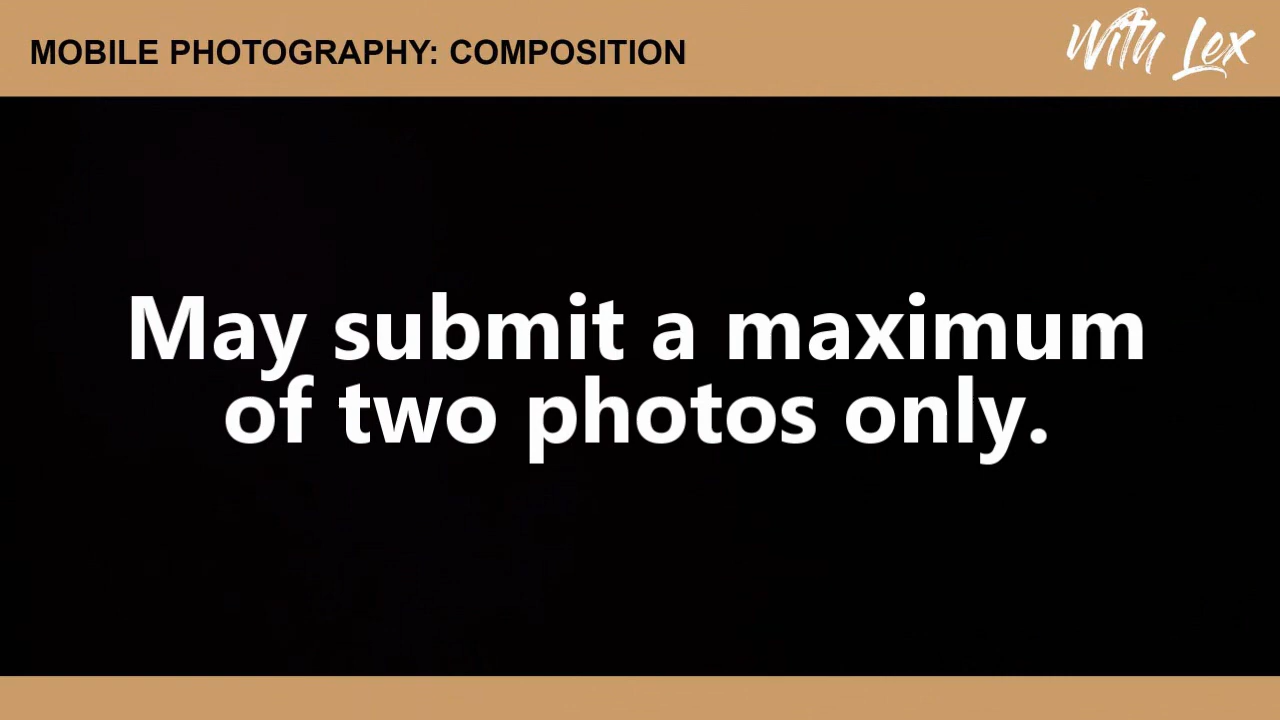 MOBILE PHOTOGRAPHY: COMPOSITION
With Lex
May submit a maximum
of two photos only.